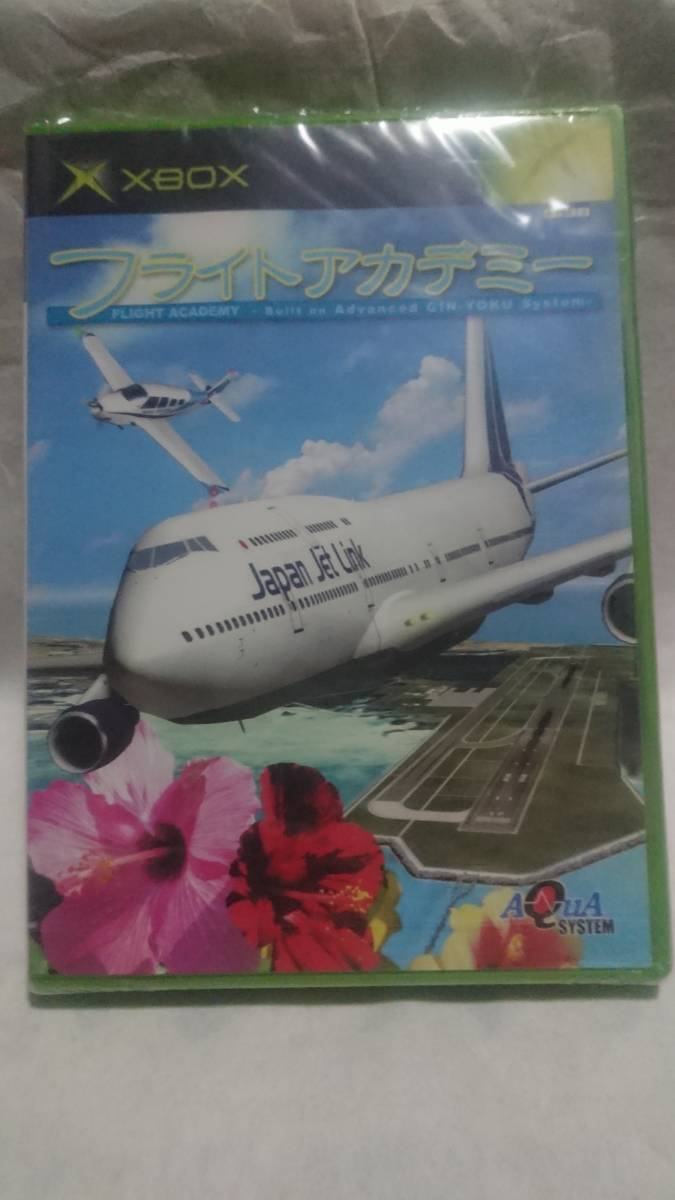 XBOX
フライトアカデミー
FLIGHT ACADEMY - Built on Advanced GIN-YOKU System-
Japan Jet Link
AQuA
SYSTEM